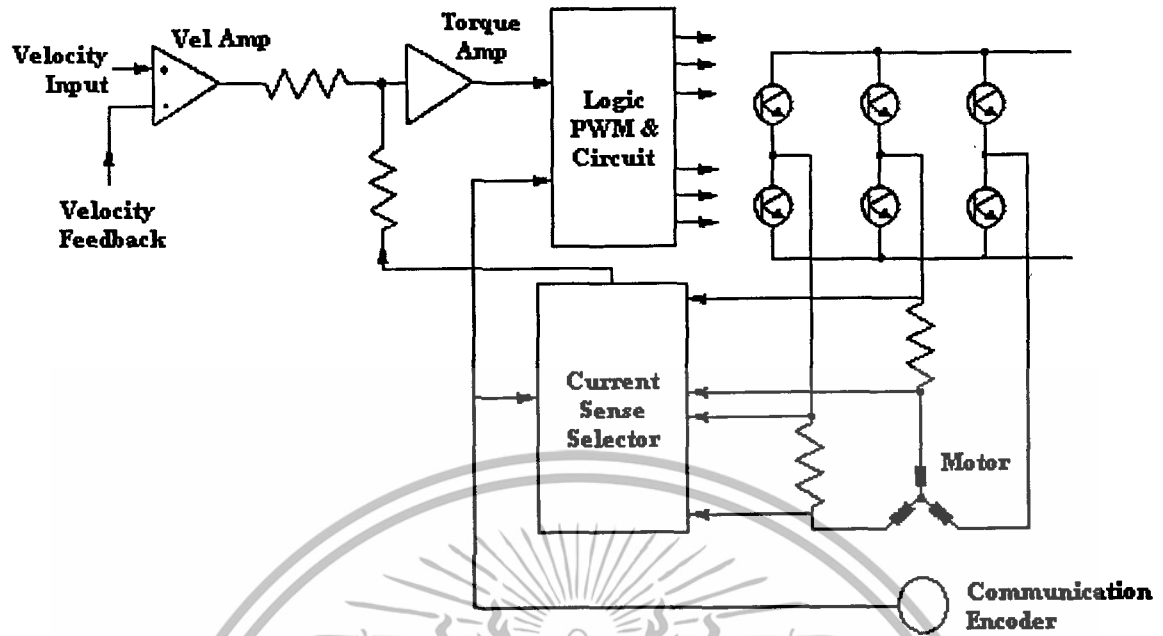 Vel Amp
Torque
Amp
Velocity
Input
+
-
Velocity
Feedback
Logic
PWM &
Circuit
Current
Sense
Selector
Motor
Communication
Encoder